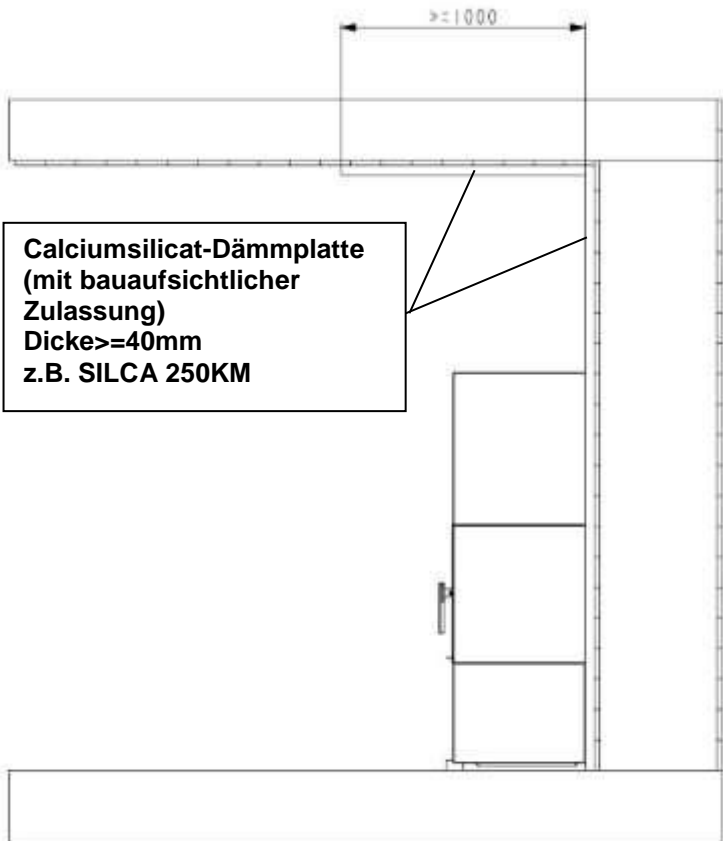 >=1000
Calciumsilicat-Dämmplatte
(mit bauaufsichtlicher
Zulassung)
Dicke>=40mm
z.B. SILCA 250KM